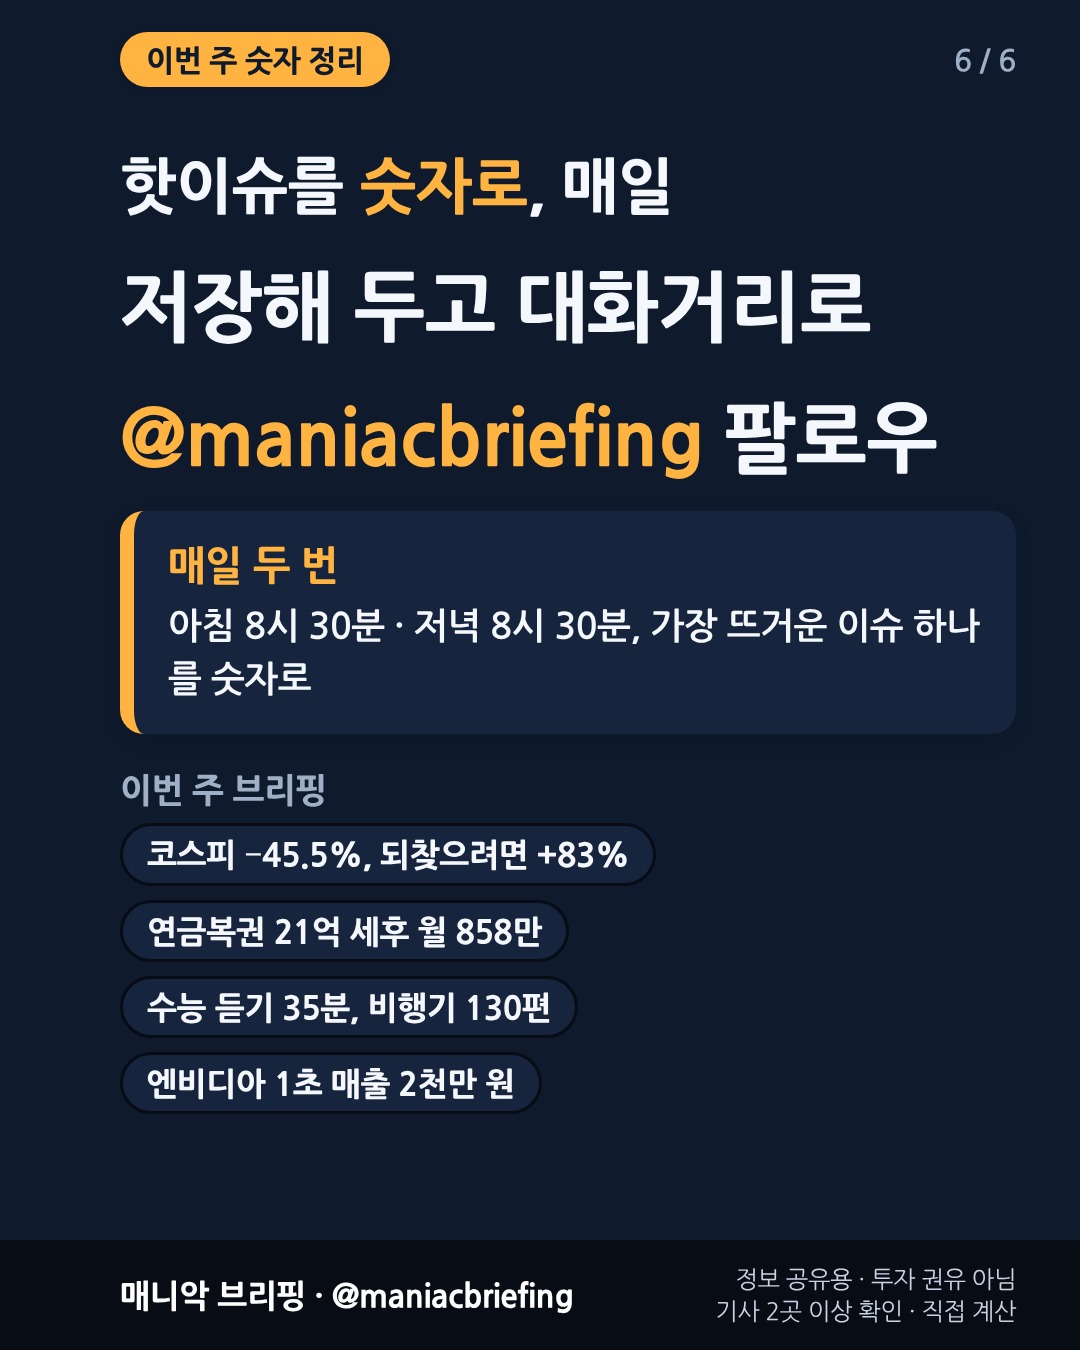 이번 주 숫자 정리
6 / 6
핫이슈를 숫자로, 매일
저장해 두고 대화거리로
@maniacbriefing 팔로우
매일 두 번
아침 8시 30분 · 저녁 8시 30분, 가장 뜨거운 이슈 하나
를 숫자로
이번 주 브리핑
코스피 −45.5%, 되찾으려면 +83%
연금복권 21억 세후 월 858만
수능 듣기 35분, 비행기 130편
엔비디아 1초 매출 2천만 원
매니악 브리핑 · @maniacbriefing
정보 공유용 · 투자 권유 아님
기사 2곳 이상 확인 · 직접 계산